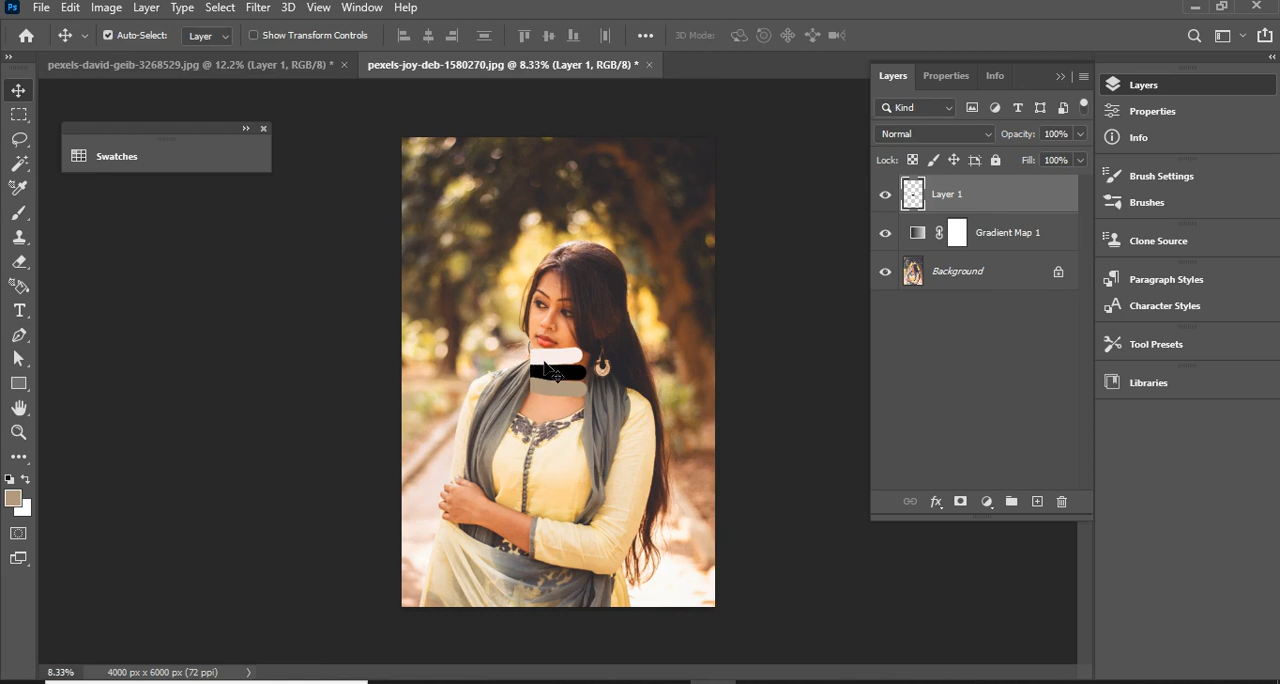 Ps File Edit Image Layer Type Select Filter 3D View Window Help
Auto-Select: Layer Show Transform Controls 3D Mode:
pexels-david-geib-3268529.jpg @ 12.2% (Layer 1, RGB/8) * pexels-joy-deb-1580270.jpg @ 8.33% (Layer 1, RGB/8) *
Swatches
Layers Properties Info
Kind
Normal Opacity: 100%
Lock: Fill: 100%
Layer 1
Gradient Map 1
Background
fx
Layers
Properties
Info
Brush Settings
Brushes
Clone Source
Paragraph Styles
Character Styles
Tool Presets
Libraries
8.33% 4000 px x 6000 px (72 ppi)